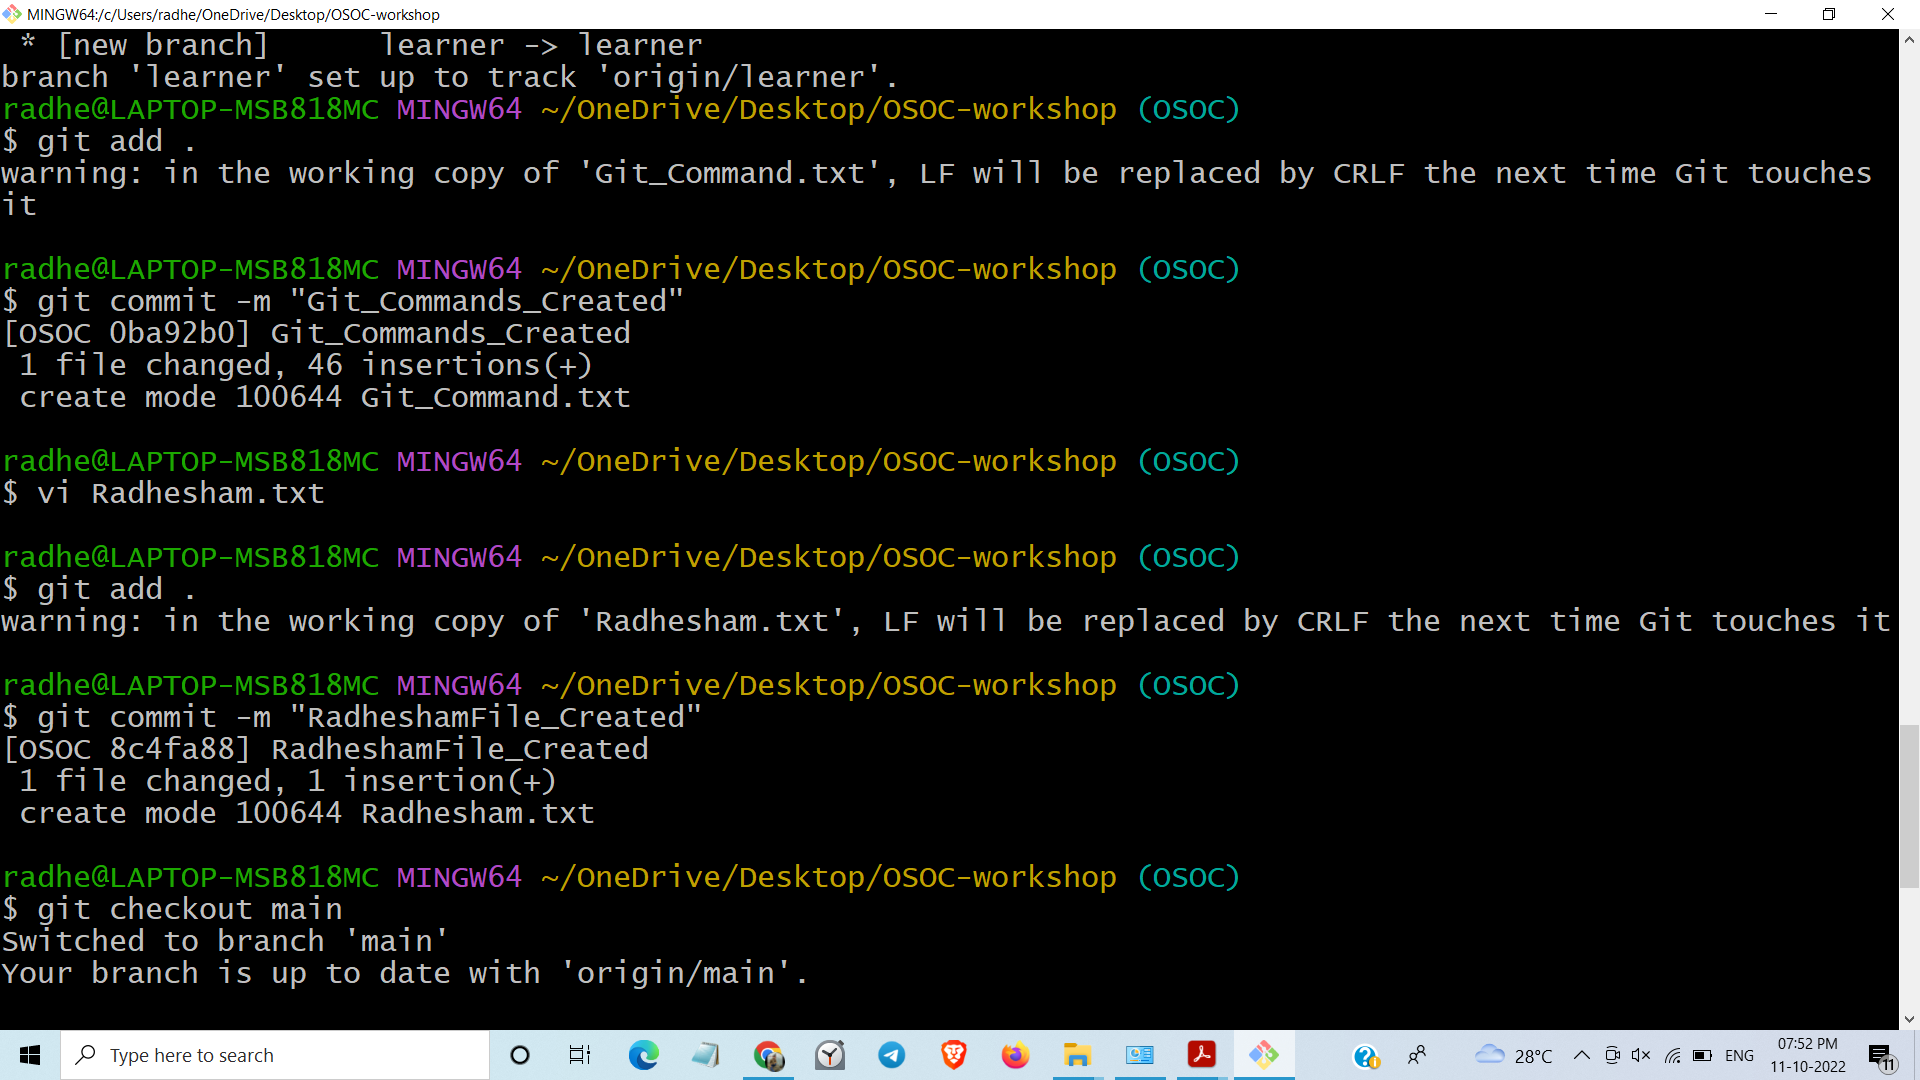 MINGW64:/c/Users/radhe/OneDrive/Desktop/OSOC-workshop
 * [new branch]      learner -> learner
branch 'learner' set up to track 'origin/learner'.
radhe@LAPTOP-MSB818MC MINGW64 ~/OneDrive/Desktop/OSOC-workshop (OSOC)
$ git add .
warning: in the working copy of 'Git_Command.txt', LF will be replaced by CRLF the next time Git touches
it
radhe@LAPTOP-MSB818MC MINGW64 ~/OneDrive/Desktop/OSOC-workshop (OSOC)
$ git commit -m "Git_Commands_Created"
[OSOC 0ba92b0] Git_Commands_Created
 1 file changed, 46 insertions(+)
 create mode 100644 Git_Command.txt
radhe@LAPTOP-MSB818MC MINGW64 ~/OneDrive/Desktop/OSOC-workshop (OSOC)
$ vi Radhesham.txt
radhe@LAPTOP-MSB818MC MINGW64 ~/OneDrive/Desktop/OSOC-workshop (OSOC)
$ git add .
warning: in the working copy of 'Radhesham.txt', LF will be replaced by CRLF the next time Git touches it
radhe@LAPTOP-MSB818MC MINGW64 ~/OneDrive/Desktop/OSOC-workshop (OSOC)
$ git commit -m "RadheshamFile_Created"
[OSOC 8c4fa88] RadheshamFile_Created
 1 file changed, 1 insertion(+)
 create mode 100644 Radhesham.txt
radhe@LAPTOP-MSB818MC MINGW64 ~/OneDrive/Desktop/OSOC-workshop (OSOC)
$ git checkout main
Switched to branch 'main'
Your branch is up to date with 'origin/main'.
Type here to search
28°C
ENG
07:52 PM
11-10-2022
11